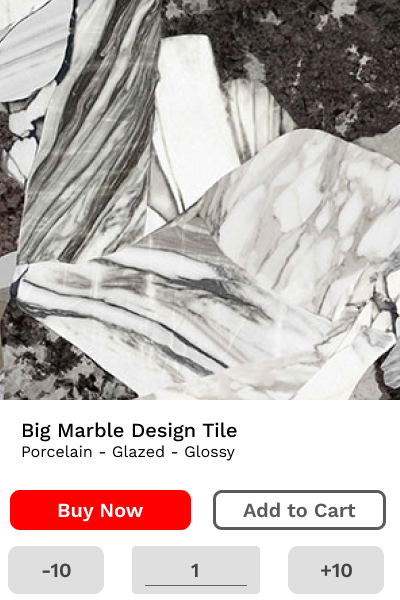 Big Marble Design Tile
Porcelain - Glazed - Glossy
Buy Now
Add to Cart
-10
1
+10